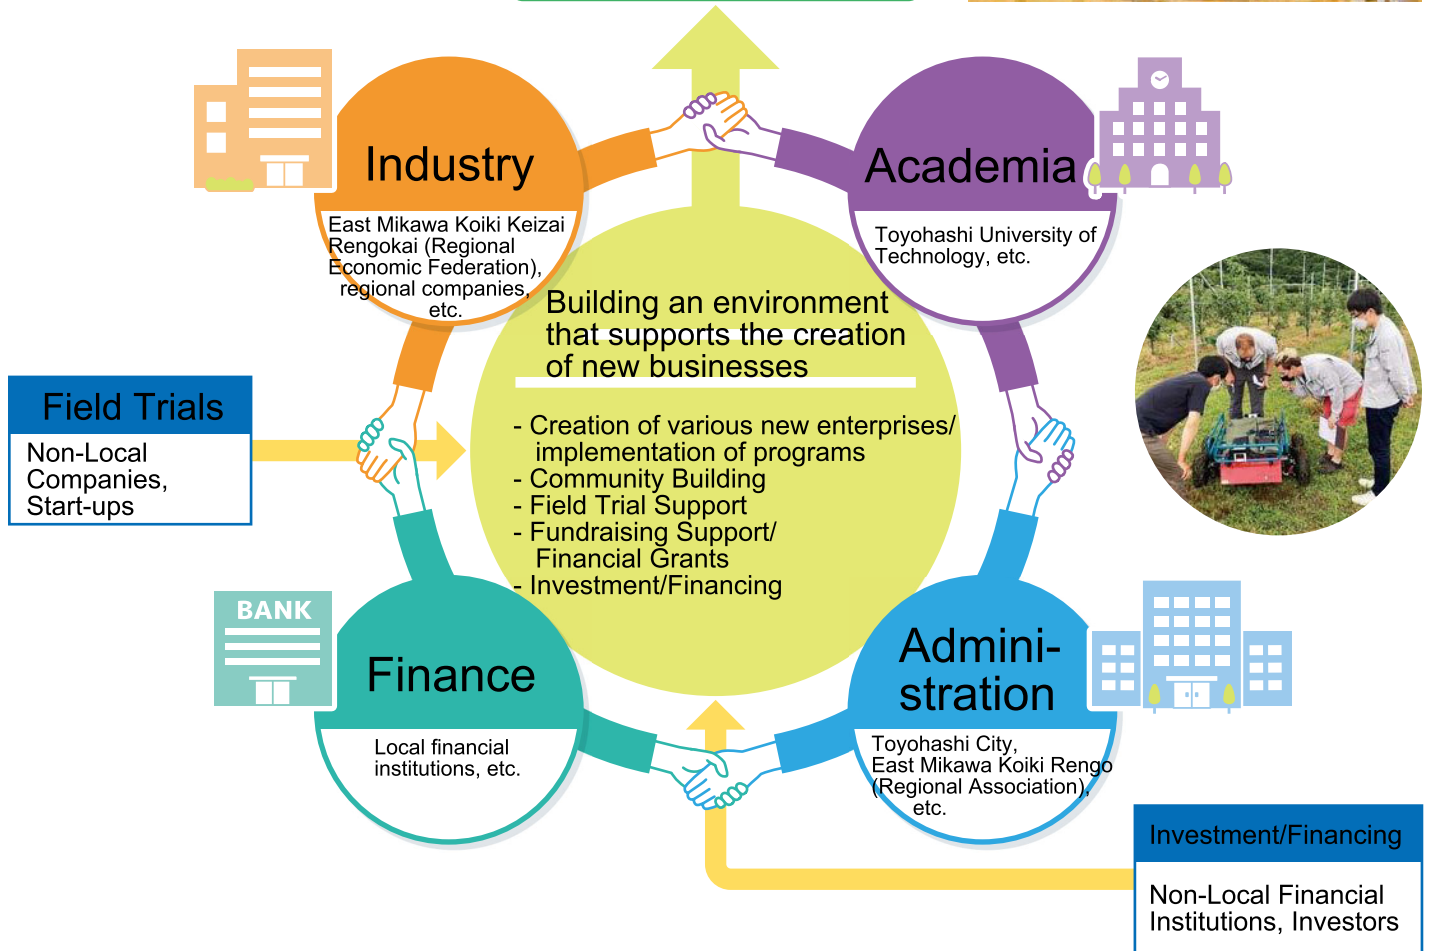 Industry
East Mikawa Koiki Keizai
Rengokai (Regional
Economic Federation),
regional companies,
etc.
Academia
Toyohashi University of
Technology, etc.
Building an environment
that supports the creation
of new businesses
- Creation of various new enterprises/
implementation of programs
- Community Building
- Field Trial Support
- Fundraising Support/
Financial Grants
- Investment/Financing
Field Trials
Non-Local
Companies,
Start-ups
BANK
Finance
Local financial
institutions, etc.
Admini-
stration
Toyohashi City,
East Mikawa Koiki Rengo
(Regional Association),
etc.
Investment/Financing
Non-Local Financial
Institutions, Investors